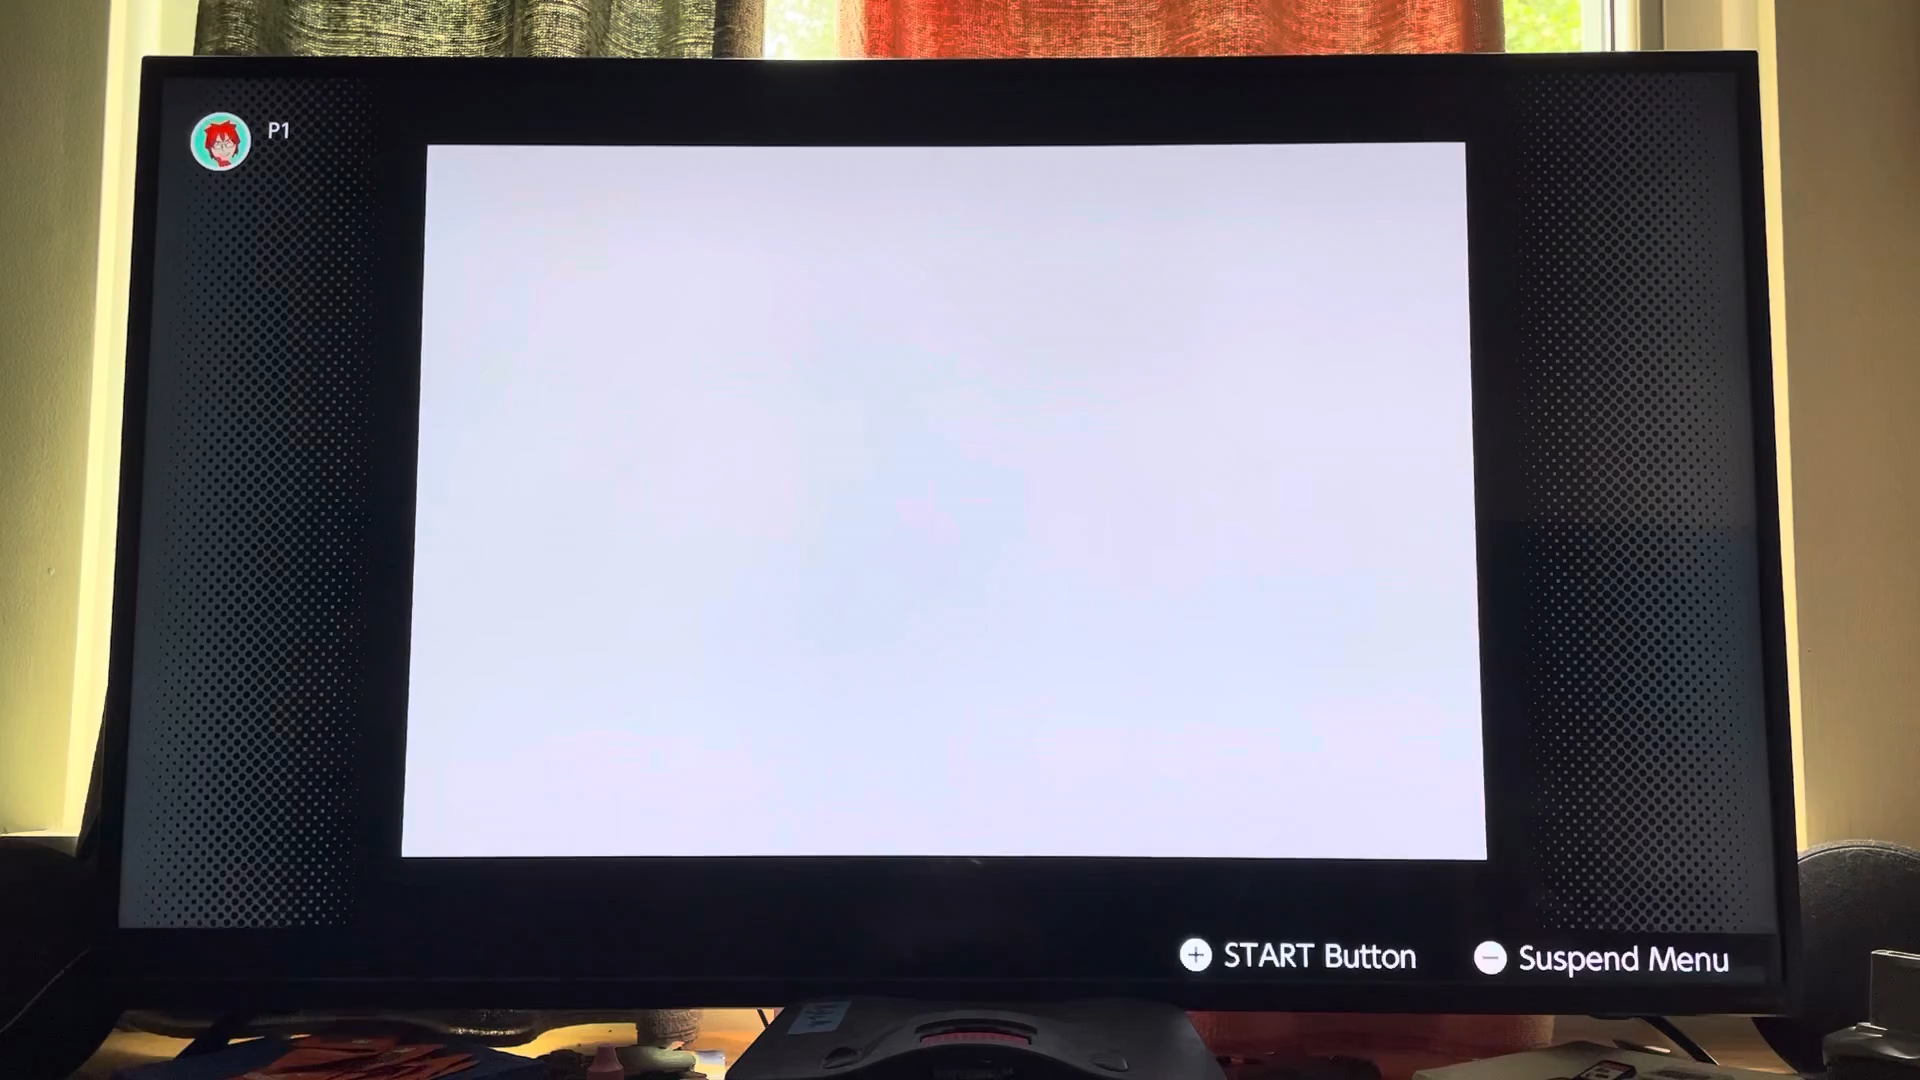 P1
+ START Button
− Suspend Menu